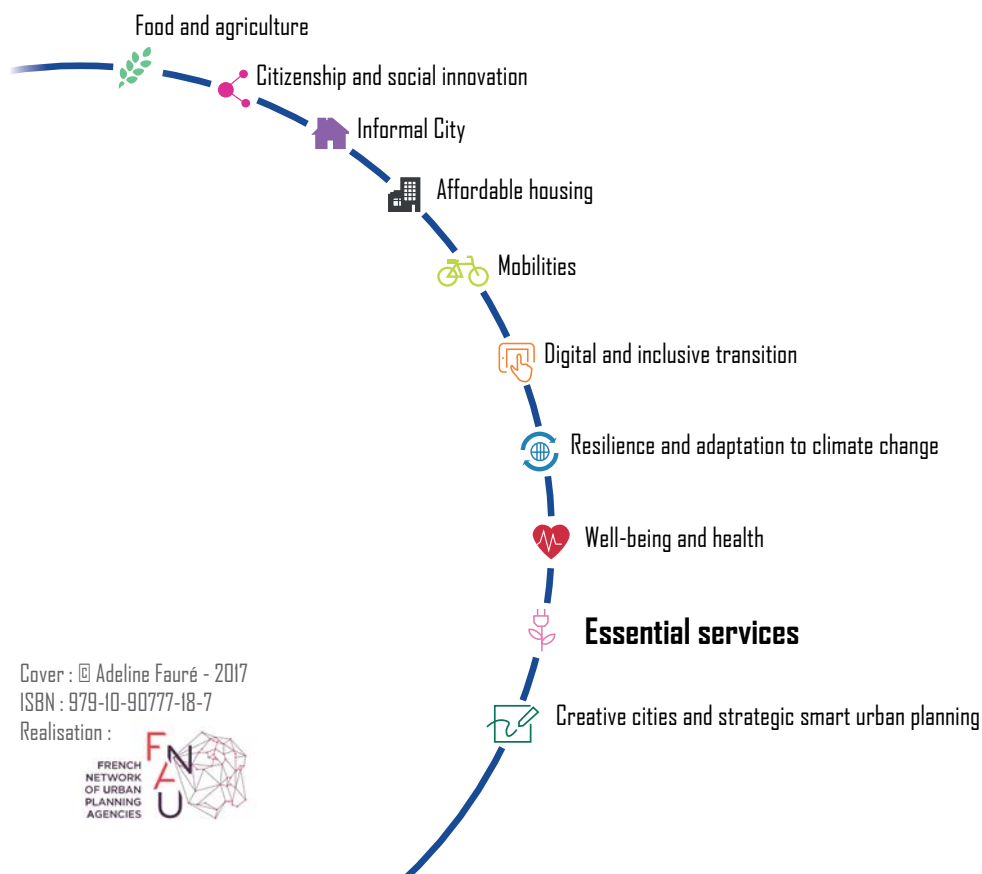 Food and agriculture
Citizenship and social innovation
Informal City
Affordable housing
Mobilities
Digital and inclusive transition
Resilience and adaptation to climate change
Well-being and health
Essential services
Creative cities and strategic smart urban planning
Cover : © Adeline Fauré - 2017
ISBN : 979-10-90777-18-7
Realisation :
FRENCH
NETWORK
OF URBAN
PLANNING
AGENCIES
FNAU